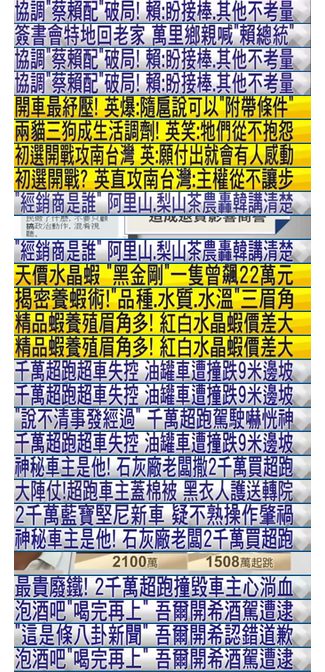 協調"蔡賴配"破局! 賴:盼接棒.其他不考量
簽書會特地回老家 萬里鄉親喊"賴總統"
協調"蔡賴配"破局! 賴:盼接棒.其他不考量
協調"蔡賴配"破局! 賴:盼接棒.其他不考量
開車最紓壓! 英爆:隨扈說可以"附帶條件"
兩貓三狗成生活調劑! 英笑:牠們從不抱怨
初選開戰攻南台灣 英:願付出就會有人感動
初選開戰? 英直攻南台灣:主權從不讓步
"經銷商是誰" 阿里山.梨山茶農轟韓講清楚
搞政治動作,混淆視聽。
造成退貨影響商譽
"經銷商是誰" 阿里山.梨山茶農轟韓講清楚
天價水晶蝦 "黑金剛"一隻曾飆22萬元
揭密養蝦術!"品種.水質.水溫"三眉角
精品蝦養殖眉角多! 紅白水晶蝦價差大
精品蝦養殖眉角多! 紅白水晶蝦價差大
千萬超跑超車失控 油罐車遭撞跌9米邊坡
千萬超跑超車失控 油罐車遭撞跌9米邊坡
"說不清事發經過" 千萬超跑駕駛嚇恍神
千萬超跑超車失控 油罐車遭撞跌9米邊坡
神秘車主是他! 石灰廠老闆撒2千萬買超跑
大陣仗!超跑車主蓋棉被 黑衣人護送轉院
2千萬藍寶堅尼新車 疑不熟操作肇禍
神秘車主是他! 石灰廠老闆2千萬買超跑
2100萬 1508萬起跳
最貴廢鐵! 2千萬超跑撞毀車主心淌血
泡酒吧"喝完再上" 吾爾開希酒駕遭逮
"這是條八卦新聞" 吾爾開希認錯道歉
泡酒吧"喝完再上" 吾爾開希酒駕遭逮